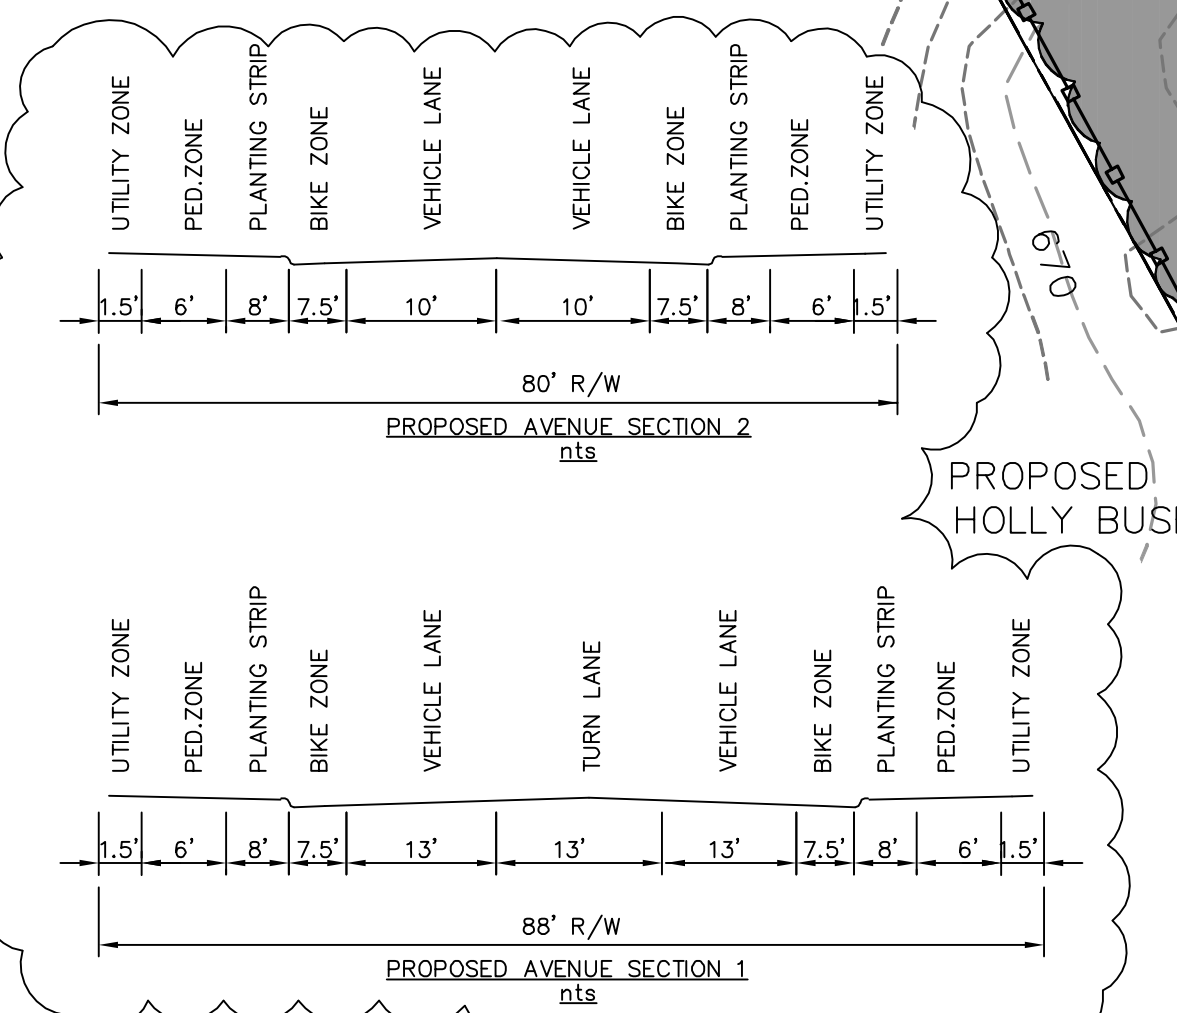 UTILITY ZONE
PED.ZONE
PLANTING STRIP
BIKE ZONE
VEHICLE LANE
VEHICLE LANE
BIKE ZONE
PLANTING STRIP
PED.ZONE
UTILITY ZONE
1.5' 6' 8' 7.5' 10' 10' 7.5' 8' 6' 1.5'
80' R/W
PROPOSED AVENUE SECTION 2
nts
670
PROPOSED
HOLLY BUS
UTILITY ZONE
PED.ZONE
PLANTING STRIP
BIKE ZONE
VEHICLE LANE
TURN LANE
VEHICLE LANE
BIKE ZONE
PLANTING STRIP
PED.ZONE
UTILITY ZONE
1.5' 6' 8' 7.5' 13' 13' 13' 7.5' 8' 6' 1.5'
88' R/W
PROPOSED AVENUE SECTION 1
nts